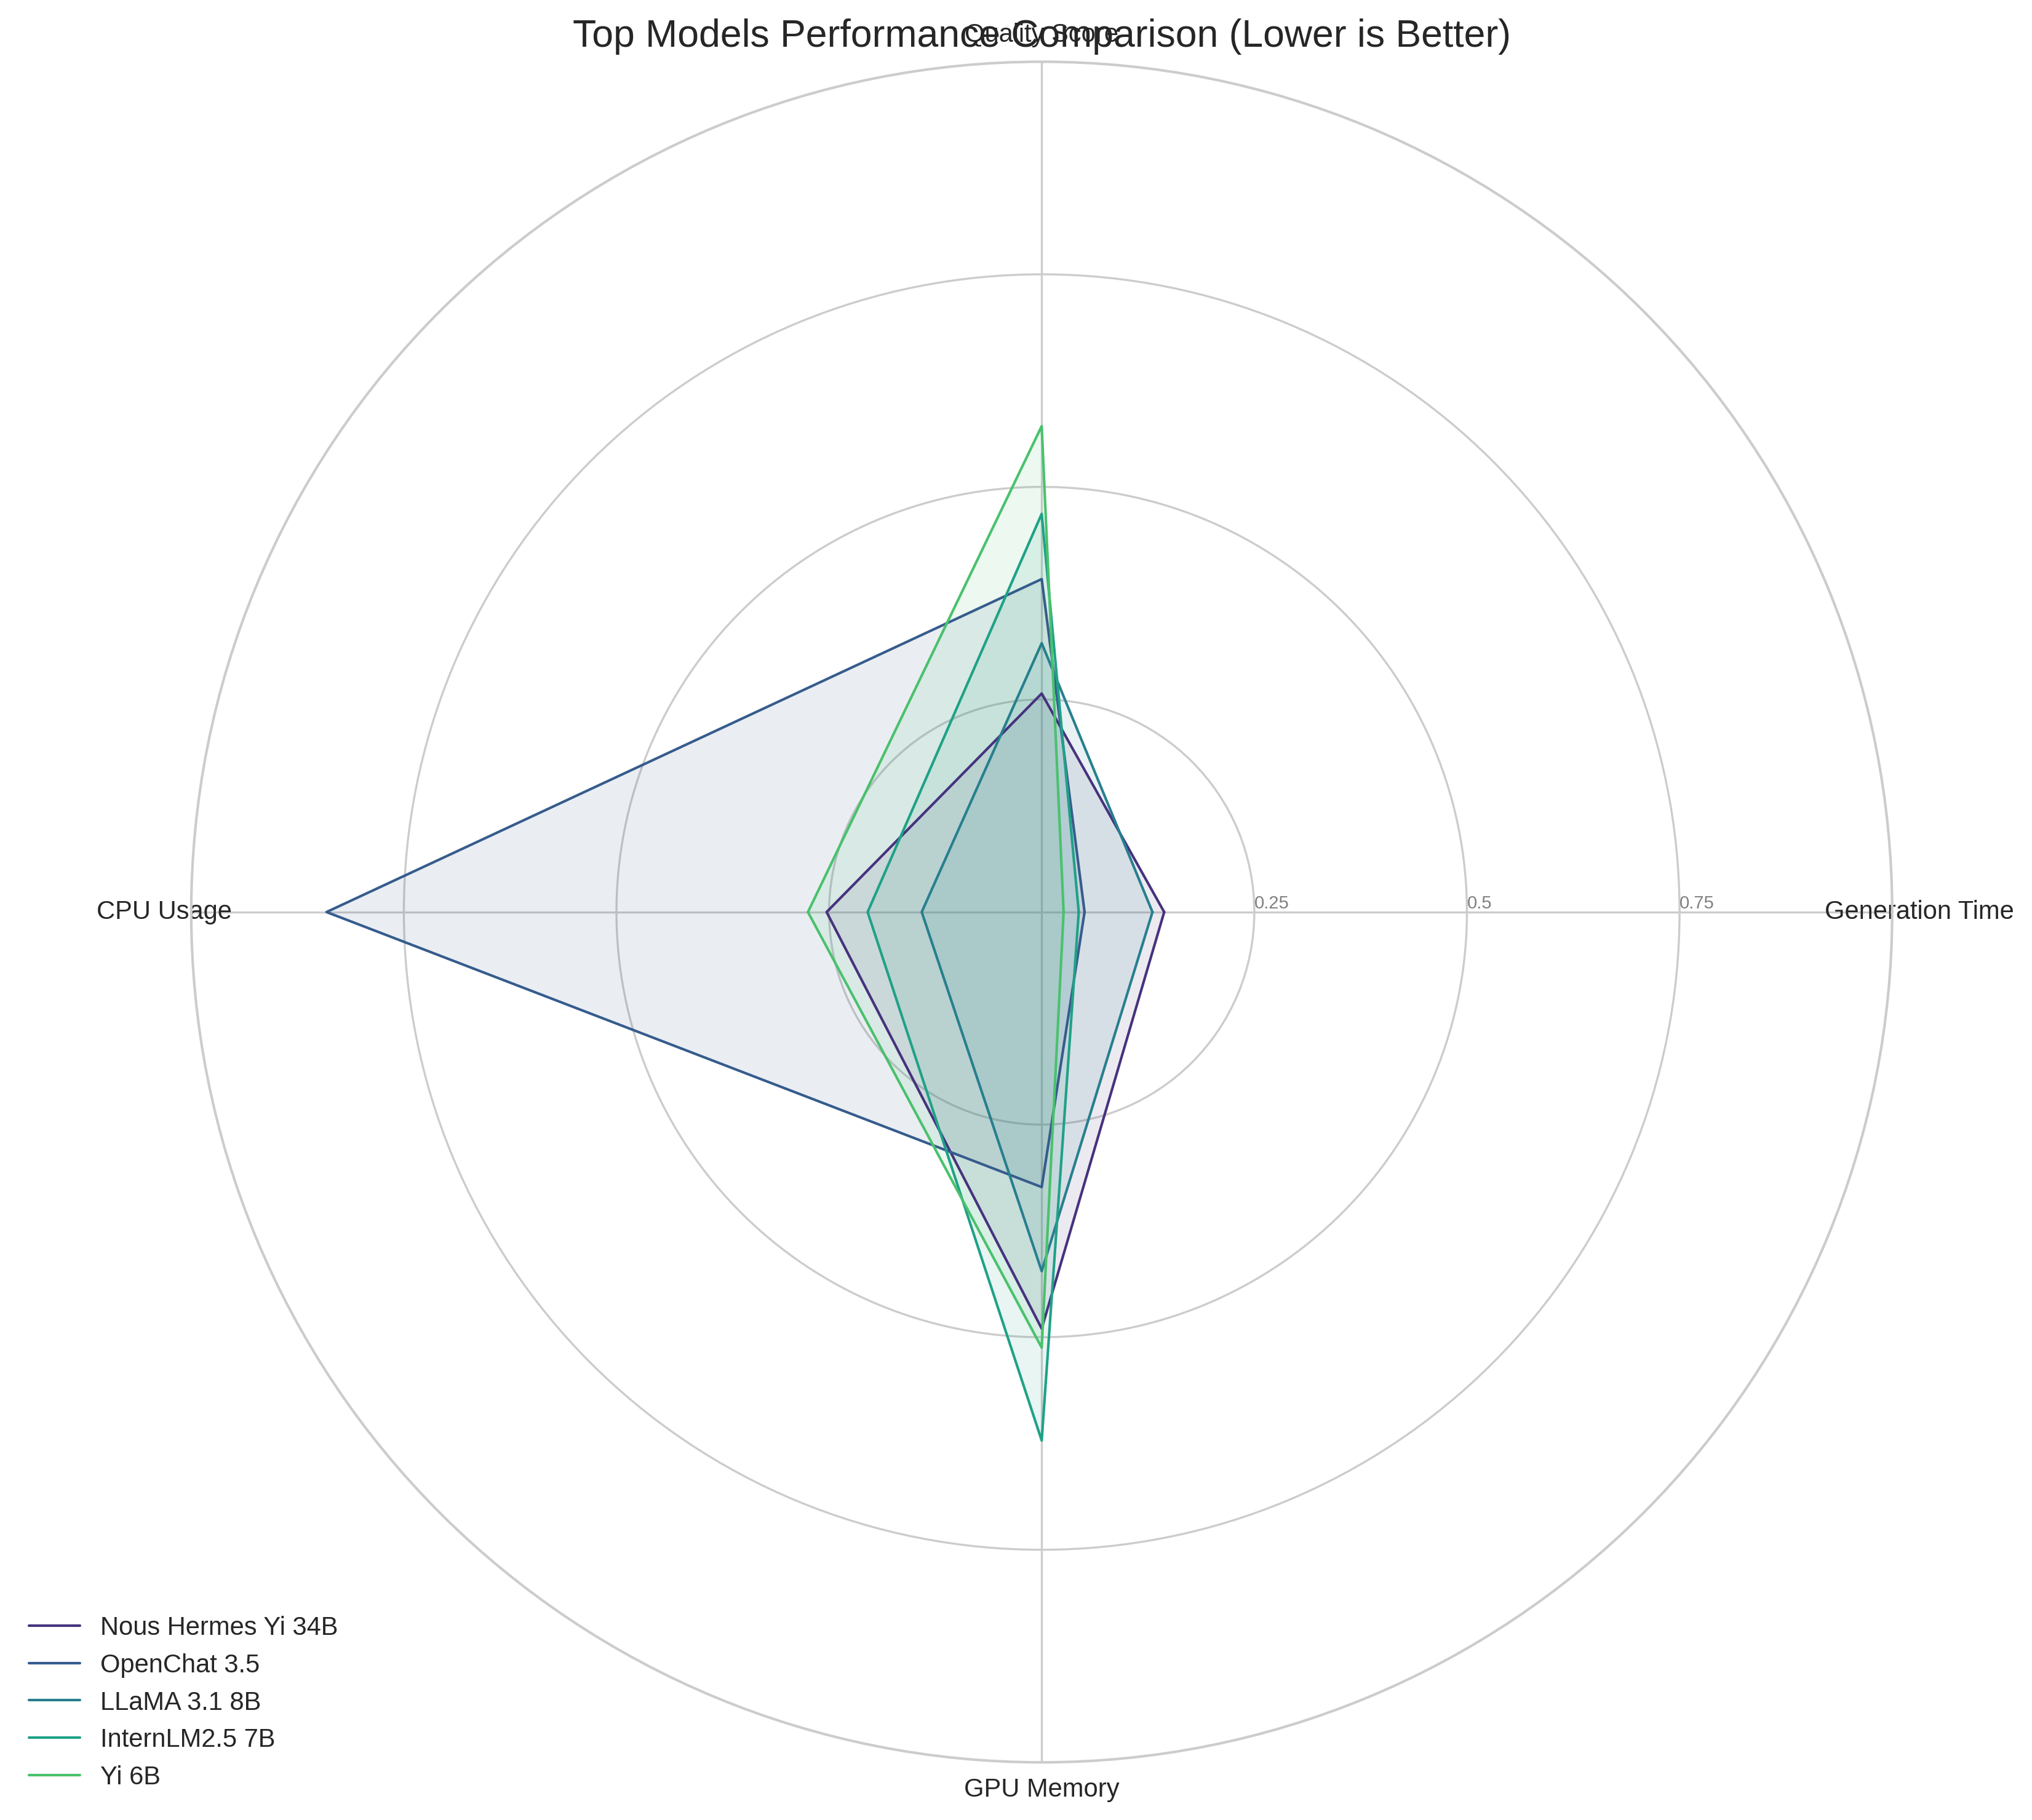 Top Models Performance Comparison (Lower is Better)
Quality Score
0.25
0.5
0.75
CPU Usage
Generation Time
Nous Hermes Yi 34B
OpenChat 3.5
LLaMA 3.1 8B
InternLM2.5 7B
Yi 6B
GPU Memory